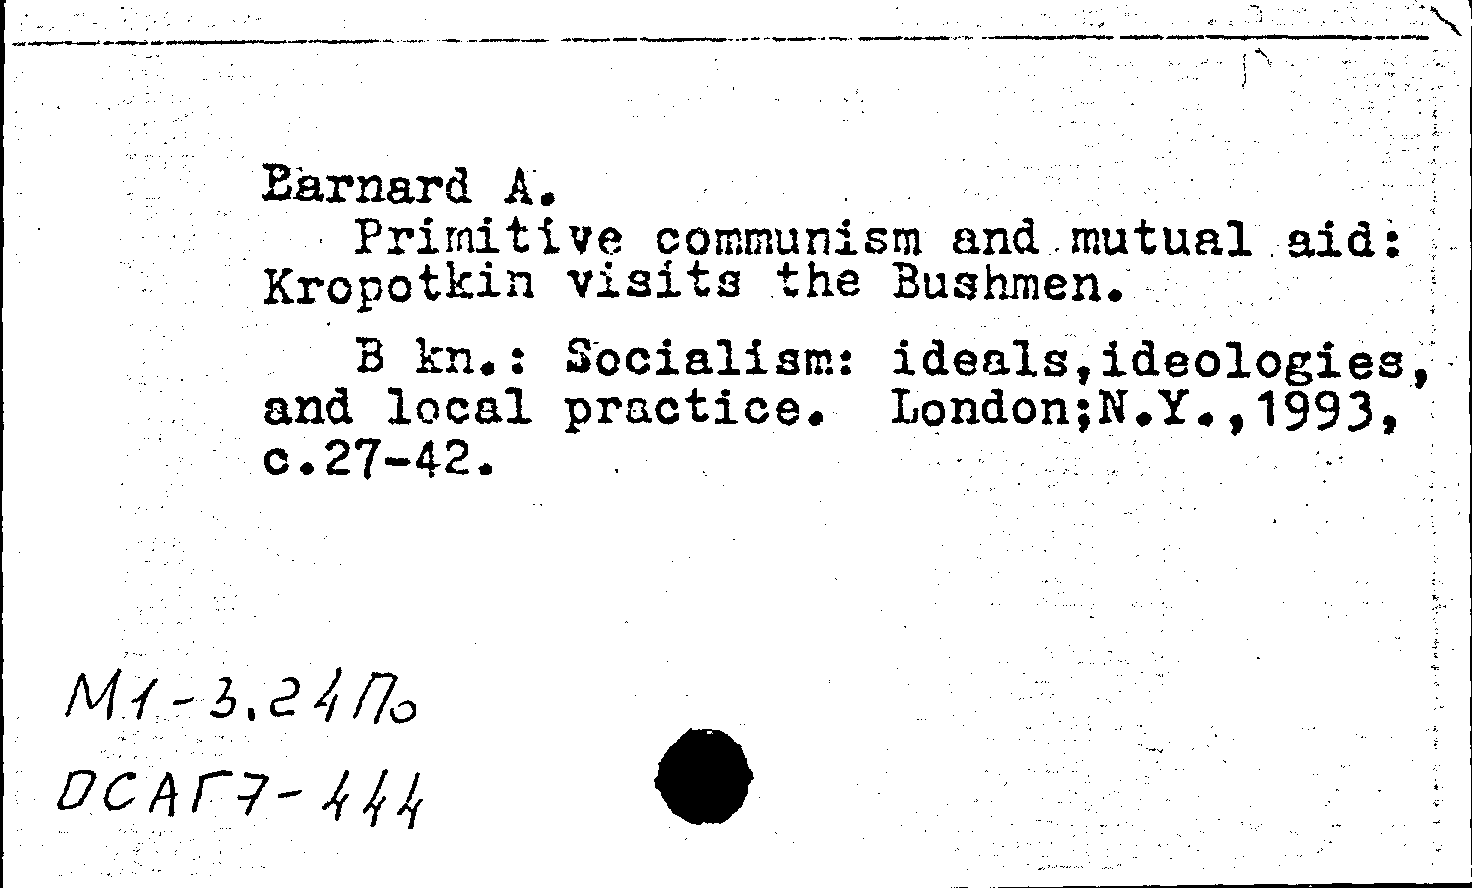 Barnard A.
Primitive communism and mutual aid:
Kropotkin visits the Bushmen.
B kn.: Socialism: ideals,ideologies,
and local practice. London;N.Y.,1993,
c.27-42.
М1-3.24По
ОСАГ7-444